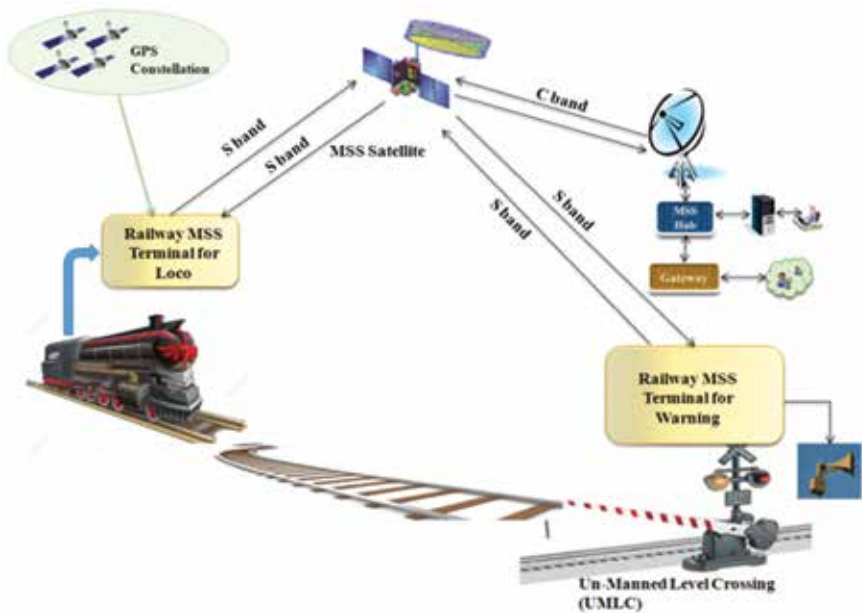 GPS
Constellation
S band
S band
MSS Satellite
C band
S band
S band
MSS
Hub
Gateway
Railway MSS
Terminal for
Loco
Railway MSS
Terminal for
Warning
Un-Manned Level Crossing
(UMLC)